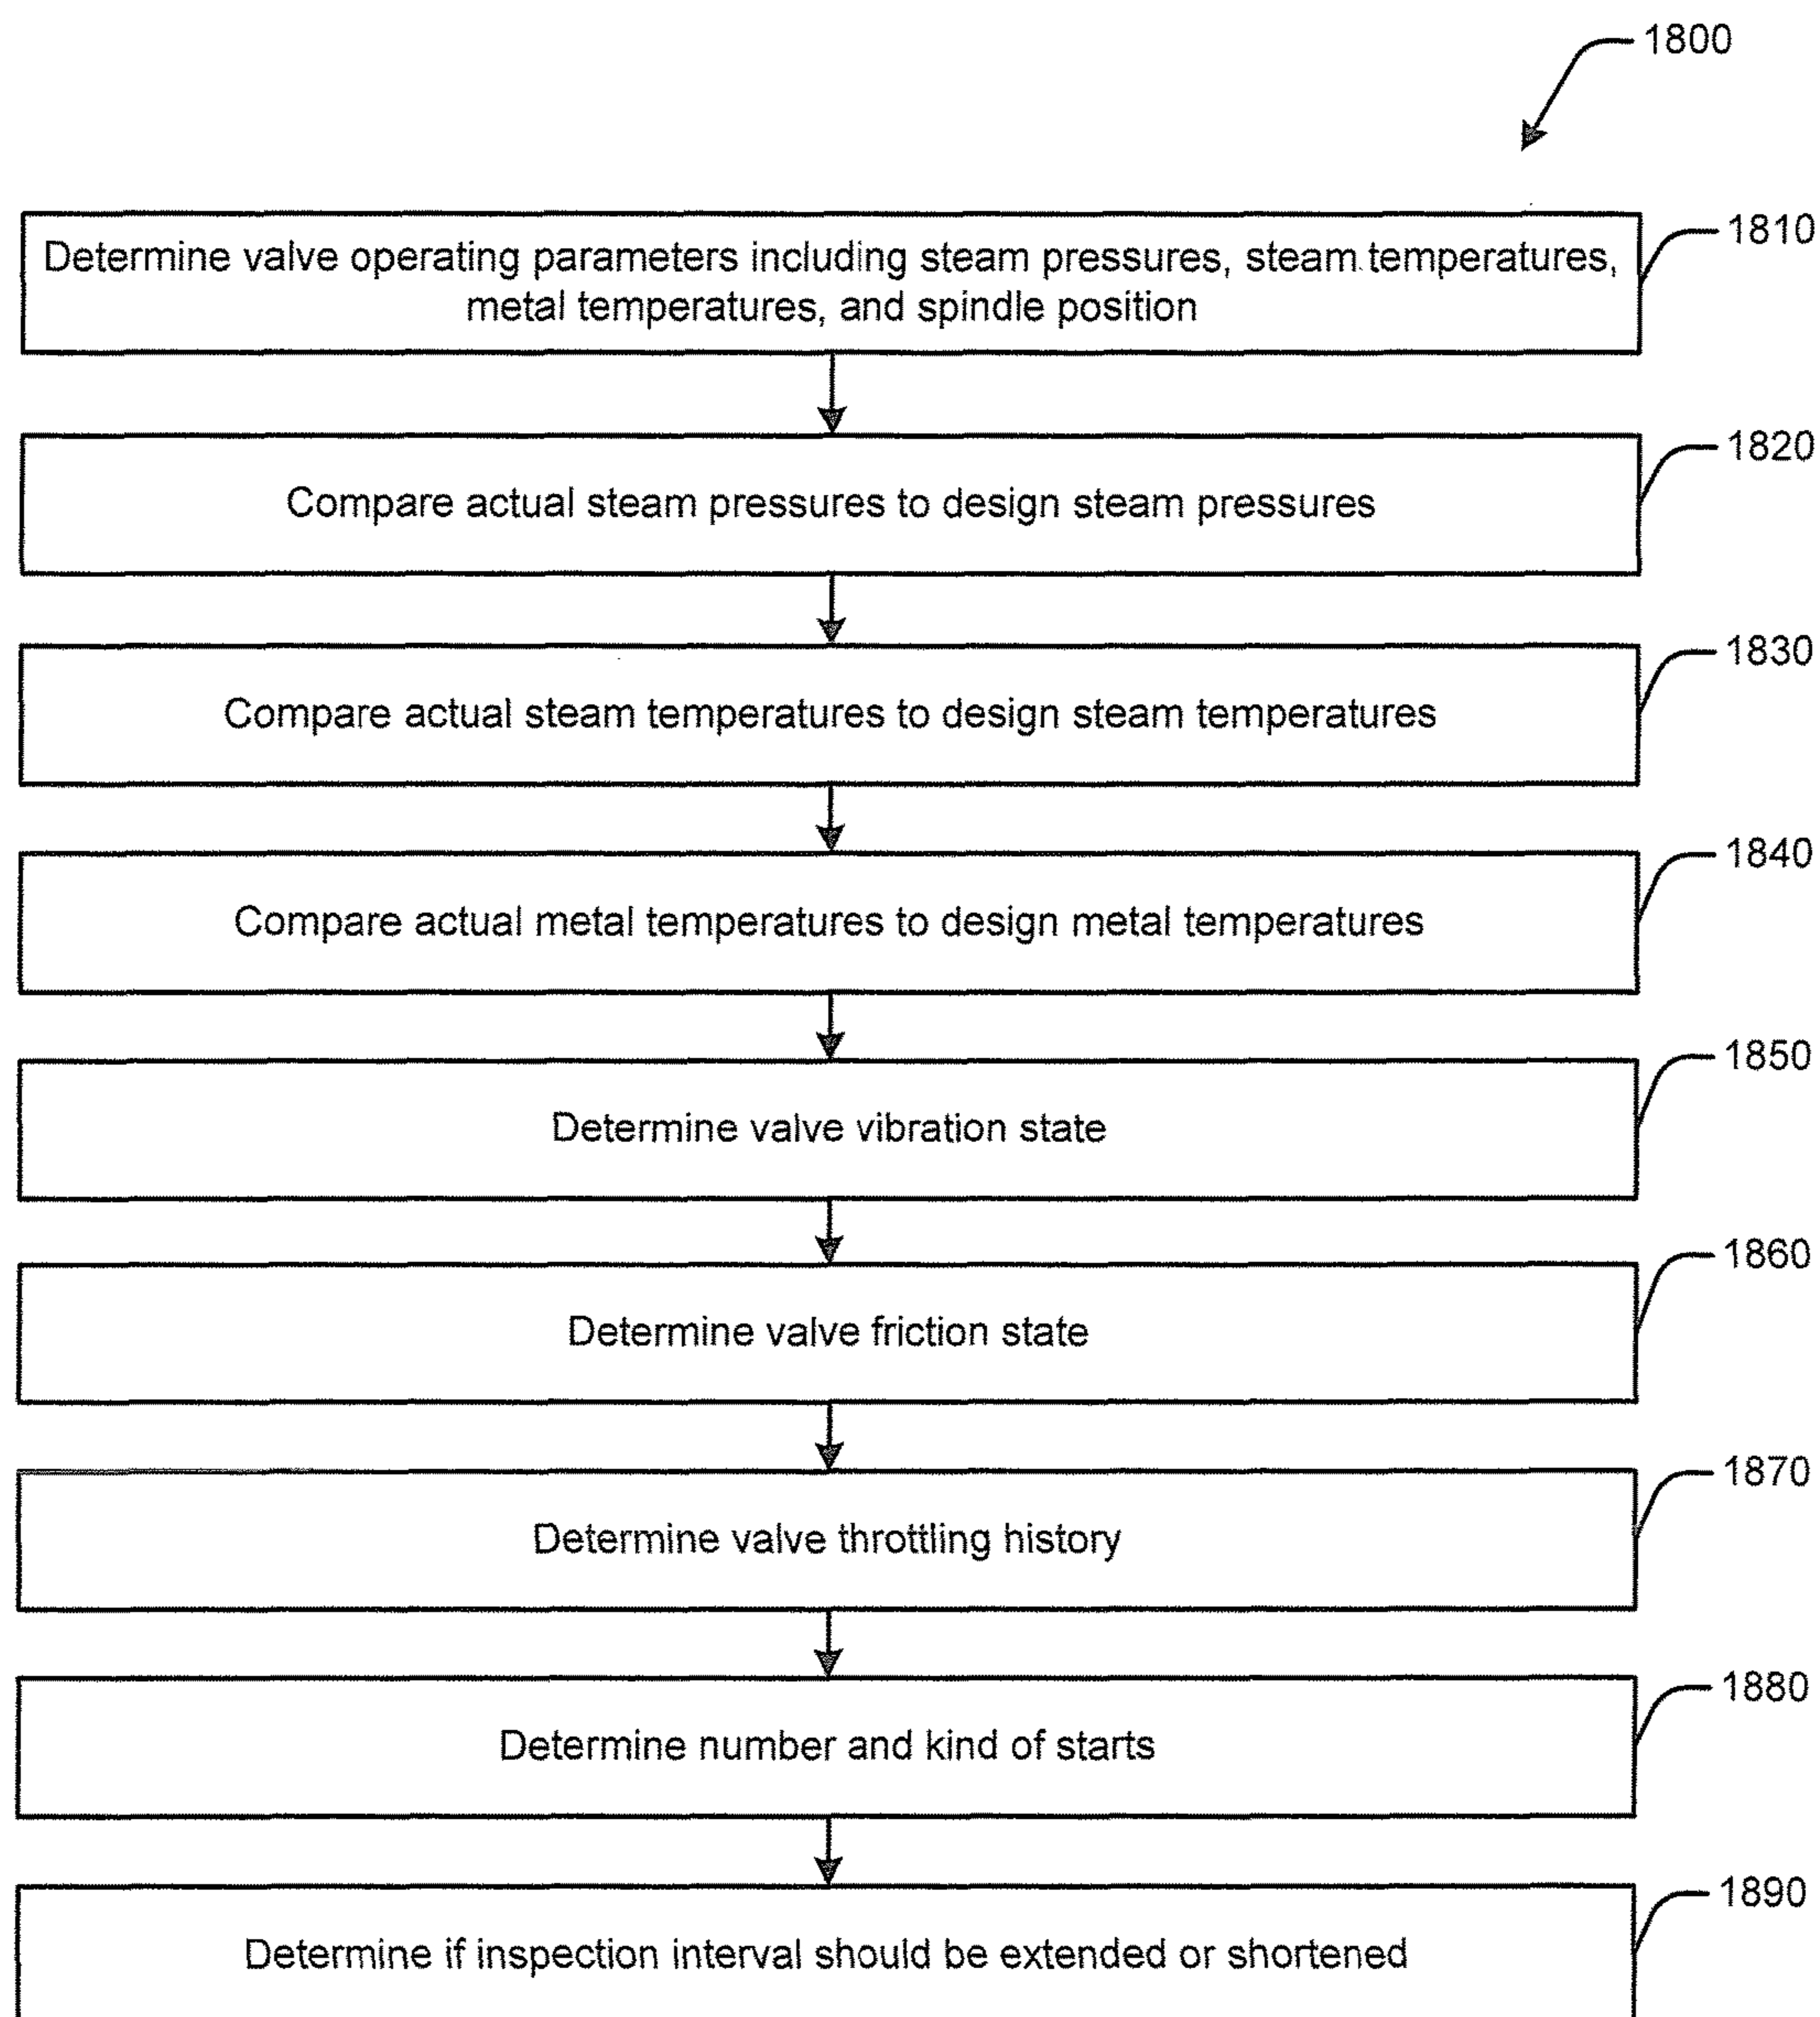 1800
1810
Determine valve operating parameters including steam pressures, steam temperatures,
metal temperatures, and spindle position
1820
Compare actual steam pressures to design steam pressures
1830
Compare actual steam temperatures to design steam temperatures
1840
Compare actual metal temperatures to design metal temperatures
1850
Determine valve vibration state
1860
Determine valve friction state
1870
Determine valve throttling history
1880
Determine number and kind of starts
1890
Determine if inspection interval should be extended or shortened